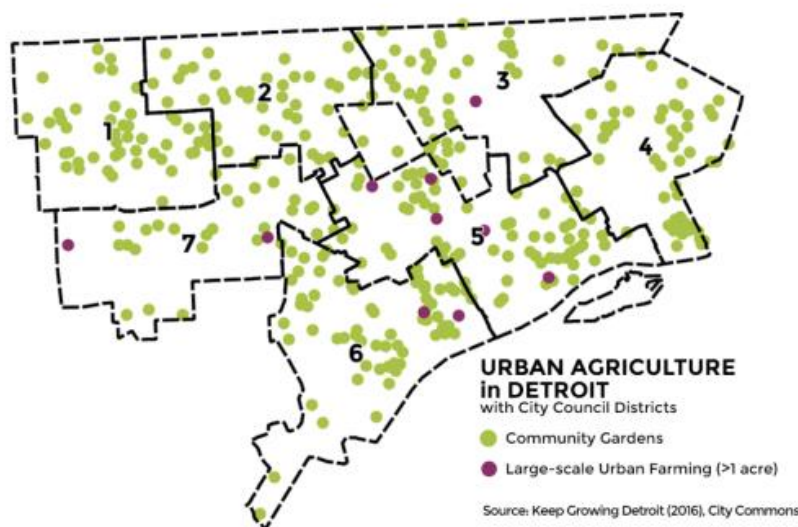 3
2
4
1
5
7
6
URBAN AGRICULTURE
in DETROIT
with City Council Districts
Community Gardens
Large-scale Urban Farming (>1 acre)
Source: Keep Growing Detroit (2016), City Commons